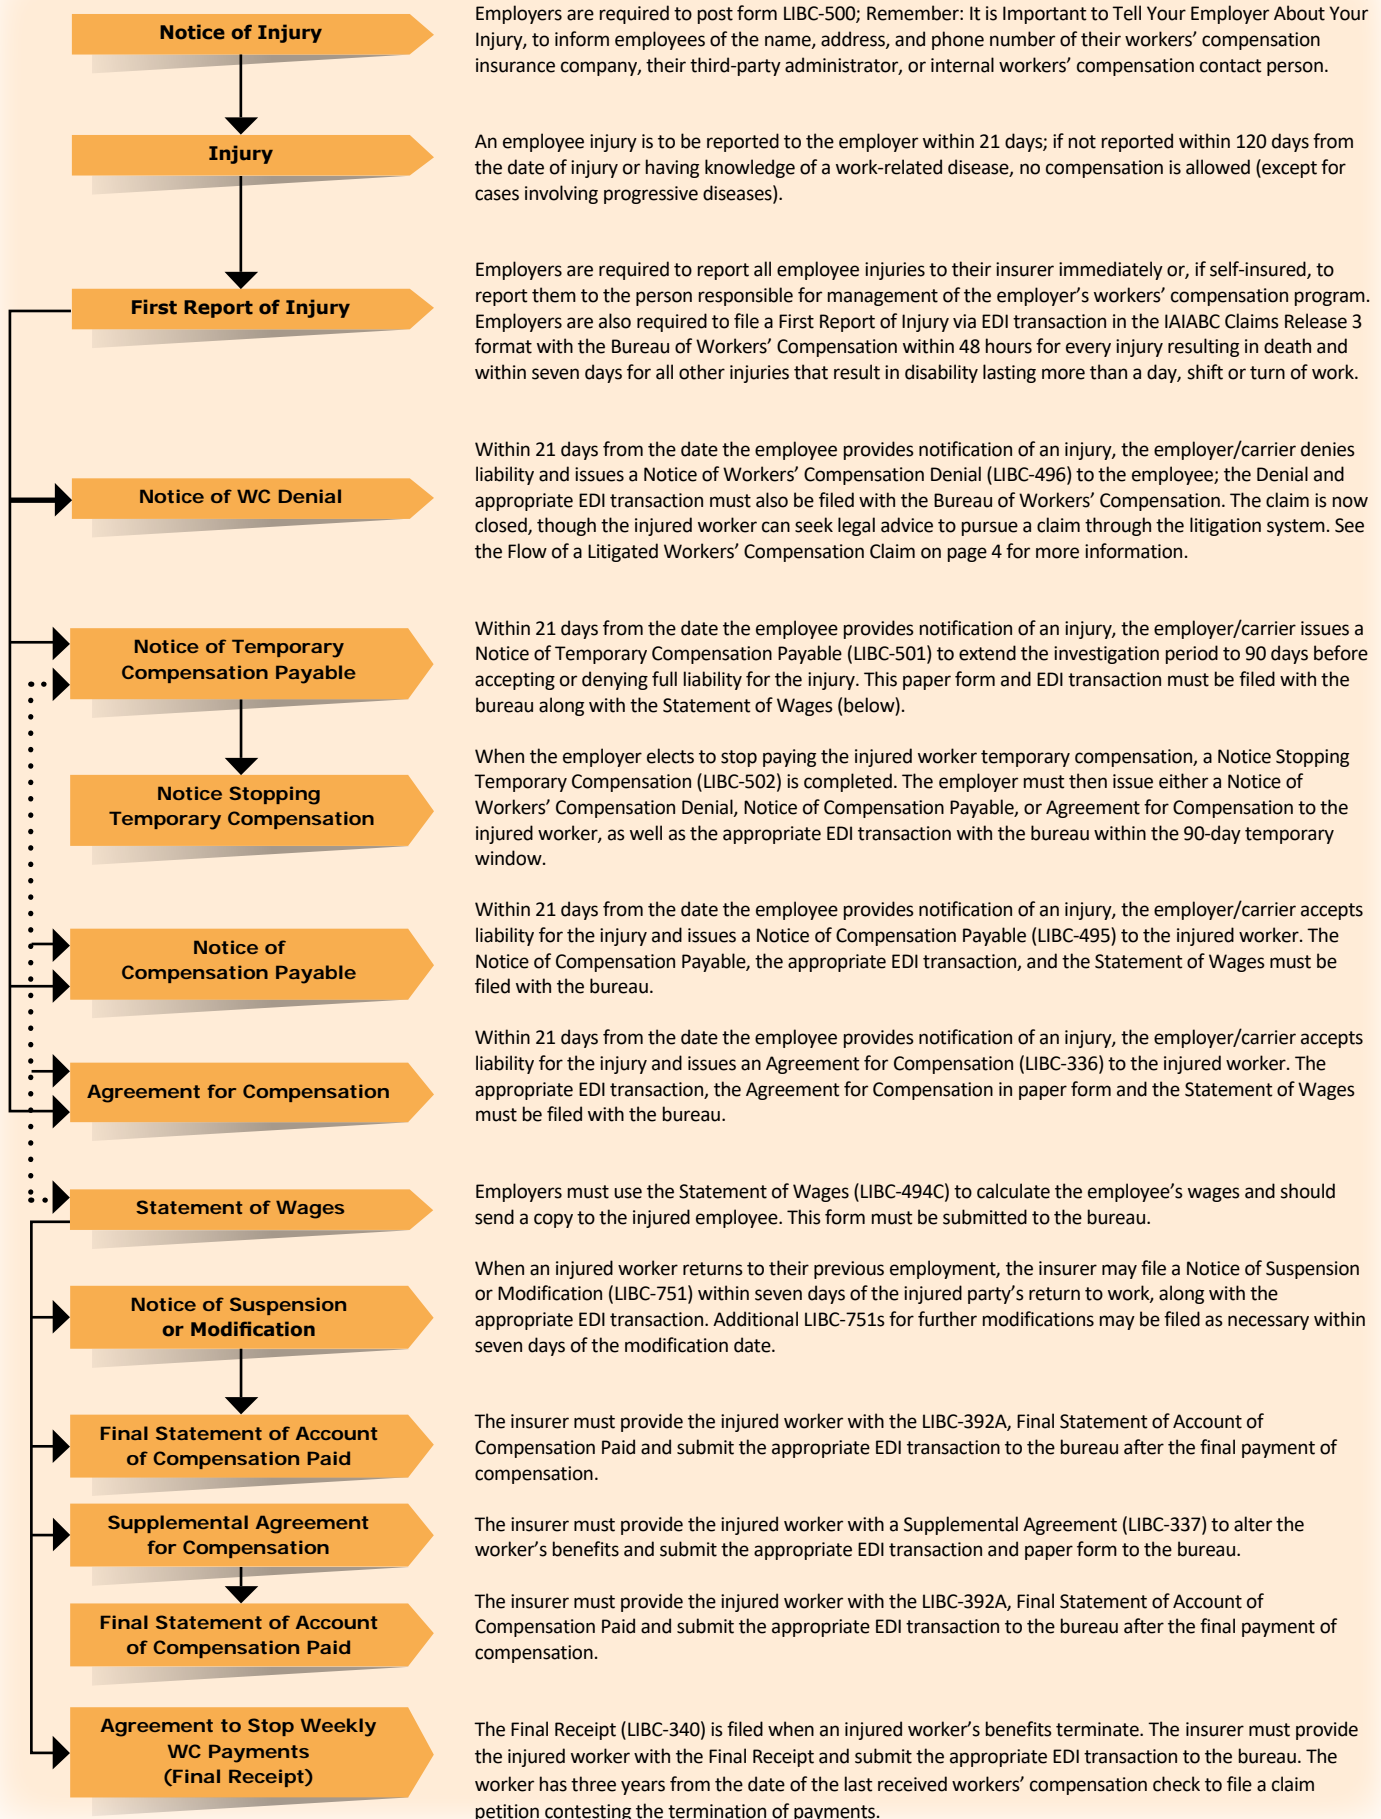 Notice of Injury
Employers are required to post form LIBC-500; Remember: It is Important to Tell Your Employer About Your
Injury, to inform employees of the name, address, and phone number of their workers’ compensation
insurance company, their third-party administrator, or internal workers’ compensation contact person.
Injury
An employee injury is to be reported to the employer within 21 days; if not reported within 120 days from
the date of injury or having knowledge of a work-related disease, no compensation is allowed (except for
cases involving progressive diseases).
First Report of Injury
Employers are required to report all employee injuries to their insurer immediately or, if self-insured, to
report them to the person responsible for management of the employer’s workers’ compensation program.
Employers are also required to file a First Report of Injury via EDI transaction in the IAIABC Claims Release 3
format with the Bureau of Workers’ Compensation within 48 hours for every injury resulting in death and
within seven days for all other injuries that result in disability lasting more than a day, shift or turn of work.
Notice of WC Denial
Within 21 days from the date the employee provides notification of an injury, the employer/carrier denies
liability and issues a Notice of Workers’ Compensation Denial (LIBC-496) to the employee; the Denial and
appropriate EDI transaction must also be filed with the Bureau of Workers’ Compensation. The claim is now
closed, though the injured worker can seek legal advice to pursue a claim through the litigation system. See
the Flow of a Litigated Workers’ Compensation Claim on page 4 for more information.
Notice of Temporary
Compensation Payable
Within 21 days from the date the employee provides notification of an injury, the employer/carrier issues a
Notice of Temporary Compensation Payable (LIBC-501) to extend the investigation period to 90 days before
accepting or denying full liability for the injury. This paper form and EDI transaction must be filed with the
bureau along with the Statement of Wages (below).
Notice Stopping
Temporary Compensation
When the employer elects to stop paying the injured worker temporary compensation, a Notice Stopping
Temporary Compensation (LIBC-502) is completed. The employer must then issue either a Notice of
Workers’ Compensation Denial, Notice of Compensation Payable, or Agreement for Compensation to the
injured worker, as well as the appropriate EDI transaction with the bureau within the 90-day temporary
window.
Notice of
Compensation Payable
Within 21 days from the date the employee provides notification of an injury, the employer/carrier accepts
liability for the injury and issues a Notice of Compensation Payable (LIBC-495) to the injured worker. The
Notice of Compensation Payable, the appropriate EDI transaction, and the Statement of Wages must be
filed with the bureau.
Agreement for Compensation
Within 21 days from the date the employee provides notification of an injury, the employer/carrier accepts
liability for the injury and issues an Agreement for Compensation (LIBC-336) to the injured worker. The
appropriate EDI transaction, the Agreement for Compensation in paper form and the Statement of Wages
must be filed with the bureau.
Statement of Wages
Employers must use the Statement of Wages (LIBC-494C) to calculate the employee’s wages and should
send a copy to the injured employee. This form must be submitted to the bureau.
Notice of Suspension
or Modification
When an injured worker returns to their previous employment, the insurer may file a Notice of Suspension
or Modification (LIBC-751) within seven days of the injured party’s return to work, along with the
appropriate EDI transaction. Additional LIBC-751s for further modifications may be filed as necessary within
seven days of the modification date.
Final Statement of Account
of Compensation Paid
The insurer must provide the injured worker with the LIBC-392A, Final Statement of Account of
Compensation Paid and submit the appropriate EDI transaction to the bureau after the final payment of
compensation.
Supplemental Agreement
for Compensation
The insurer must provide the injured worker with a Supplemental Agreement (LIBC-337) to alter the
worker’s benefits and submit the appropriate EDI transaction and paper form to the bureau.
Final Statement of Account
of Compensation Paid
The insurer must provide the injured worker with the LIBC-392A, Final Statement of Account of
Compensation Paid and submit the appropriate EDI transaction to the bureau after the final payment of
compensation.
Agreement to Stop Weekly
WC Payments
(Final Receipt)
The Final Receipt (LIBC-340) is filed when an injured worker’s benefits terminate. The insurer must provide
the injured worker with the Final Receipt and submit the appropriate EDI transaction to the bureau. The
worker has three years from the date of the last received workers’ compensation check to file a claim
petition contesting the termination of payments.